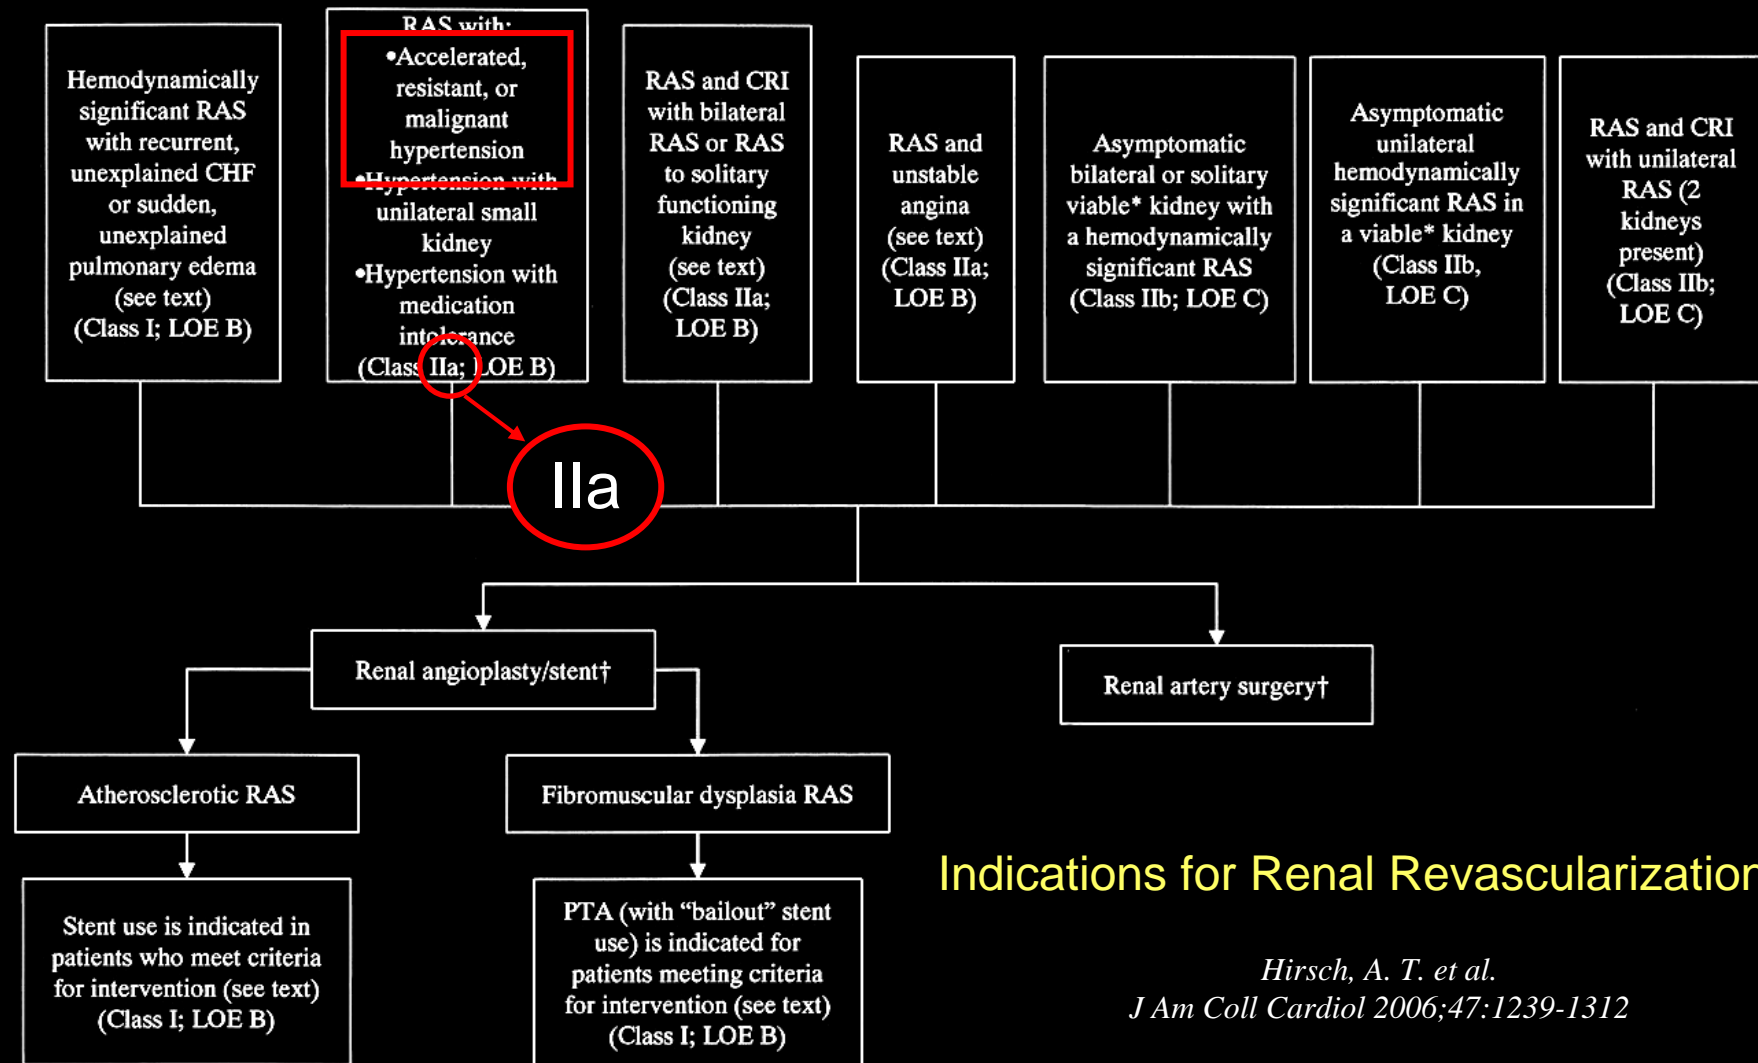 Hemodynamically
significant RAS
with recurrent,
unexplained CHF
or sudden,
unexplained
pulmonary edema
(see text)
(Class I; LOE B)
RAS with:
•Accelerated,
resistant, or
malignant
hypertension
•Hypertension with
unilateral small
kidney
•Hypertension with
medication
intolerance
(Class IIa; LOE B)
RAS and CRI
with bilateral
RAS or RAS
to solitary
functioning
kidney
(see text)
(Class IIa;
LOE B)
RAS and
unstable
angina
(see text)
(Class IIa;
LOE B)
Asymptomatic
bilateral or solitary
viable* kidney with
a hemodynamically
significant RAS
(Class IIb; LOE C)
Asymptomatic
unilateral
hemodynamically
significant RAS in
a viable* kidney
(Class IIb,
LOE C)
RAS and CRI
with unilateral
RAS (2
kidneys
present)
(Class IIb;
LOE C)
IIa
Renal angioplasty/stent†
Renal artery surgery†
Atherosclerotic RAS
Fibromuscular dysplasia RAS
Stent use is indicated in
patients who meet criteria
for intervention (see text)
(Class I; LOE B)
PTA (with “bailout” stent
use) is indicated for
patients meeting criteria
for intervention (see text)
(Class I; LOE B)
Indications for Renal Revascularization
Hirsch, A. T. et al.
J Am Coll Cardiol 2006;47:1239-1312